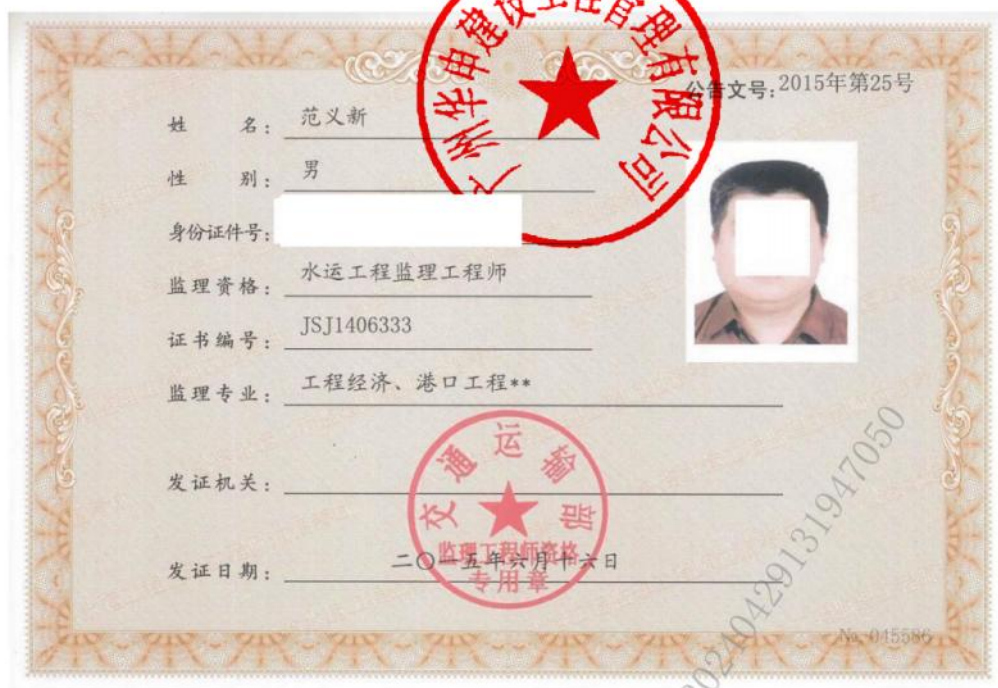 广州华申建设工程管理有限公司
公告文号:2015年第25号
姓 名: 范义新
性 别: 男
身份证件号:
监理资格: 水运工程监理工程师
证书编号: JSJ1406333
监理专业: 工程经济、港口工程**
发证机关:
交通运输部
监理工程师资格
专用章
发证日期: 二〇一五年六月十六日
No. 045586